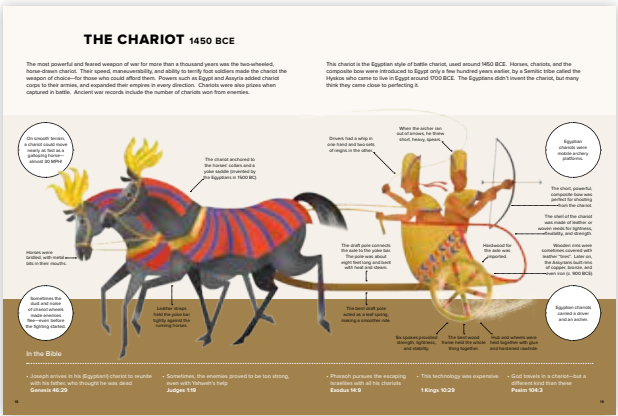 THE CHARIOT 1450 BCE
The most powerful and feared weapon of war for more than a thousand years was the two-wheeled,
horse-drawn chariot. Their speed, maneuverability, and ability to terrify foot soldiers made the chariot the
weapon of choice—for those who could afford them. Powers such as Egypt and Assyria added chariot
corps to their armies, and expanded their empires in every direction. Chariots were also prizes when
captured in battle. Ancient war records include the number of chariots won from enemies.
This chariot is the Egyptian style of battle chariot, used around 1450 BCE. Horses, chariots, and the
composite bow were introduced to Egypt only a few hundred years earlier, by a Semitic tribe called the
Hyskos who came to Egypt around 1700 BCE. The Egyptians didn't invent the chariot, but many
think they came close to perfecting it.
On smooth terrain,
a chariot could move
nearly as fast as a
galloping horse—
almost 30 MPH!
The chariot anchored to
the horses' collars and a
yoke saddle (invented by
the Egyptians in 1500 BC).
Drivers had a whip in
one hand and two sets
of reigns in the other.
When the archer ran
out of arrows, he threw
short, heavy, spears.
Egyptian
chariots were
mobile archery
platforms.
The short, powerful,
composite bow was
perfect for shooting
from the chariot.
The shell of the chariot
was made of leather or
woven reeds for lightness,
flexibility, and strength.
Horses were
bridled, with metal
bits in their mouths.
The shaft pole connects
the axle to the yoke bar.
The pole was about
eight feet long and bent
with heat and steam.
Hardwood for
the axle was
imported.
Wooden rims were
sometimes covered with
leather "tires". Later on,
the Assyrians built rims
of copper, bronze, and
even iron (c. 900 BCE).
Sometimes the
dust and noise
of chariot wheels
made enemies
flee—even before
the fighting started.
Leather straps
held the yoke bar
tightly against the
running horses.
The bent shaft pole
acted as a leaf spring,
making a smoother ride.
Six spokes provided
strength, lightness,
and stability.
The bent-wood
frame held the whole
thing together.
Hub and wheels were
held together with glue
and hardened rawhide.
Egyptian chariots
carried a driver
and an archer.
In the Bible
• Joseph arrives in his (Egyptian!) chariot to reunite
with his father, who thought he was dead
Genesis 46:29
• Sometimes, the enemies proved to be too strong,
even with Yahweh's help
Judges 1:19
• Pharaoh pursues the escaping
Israelites with all his chariots
Exodus 14:9
• This technology was expensive
1 Kings 10:29
• God travels in a chariot—but a
different kind than these
Psalm 104:3